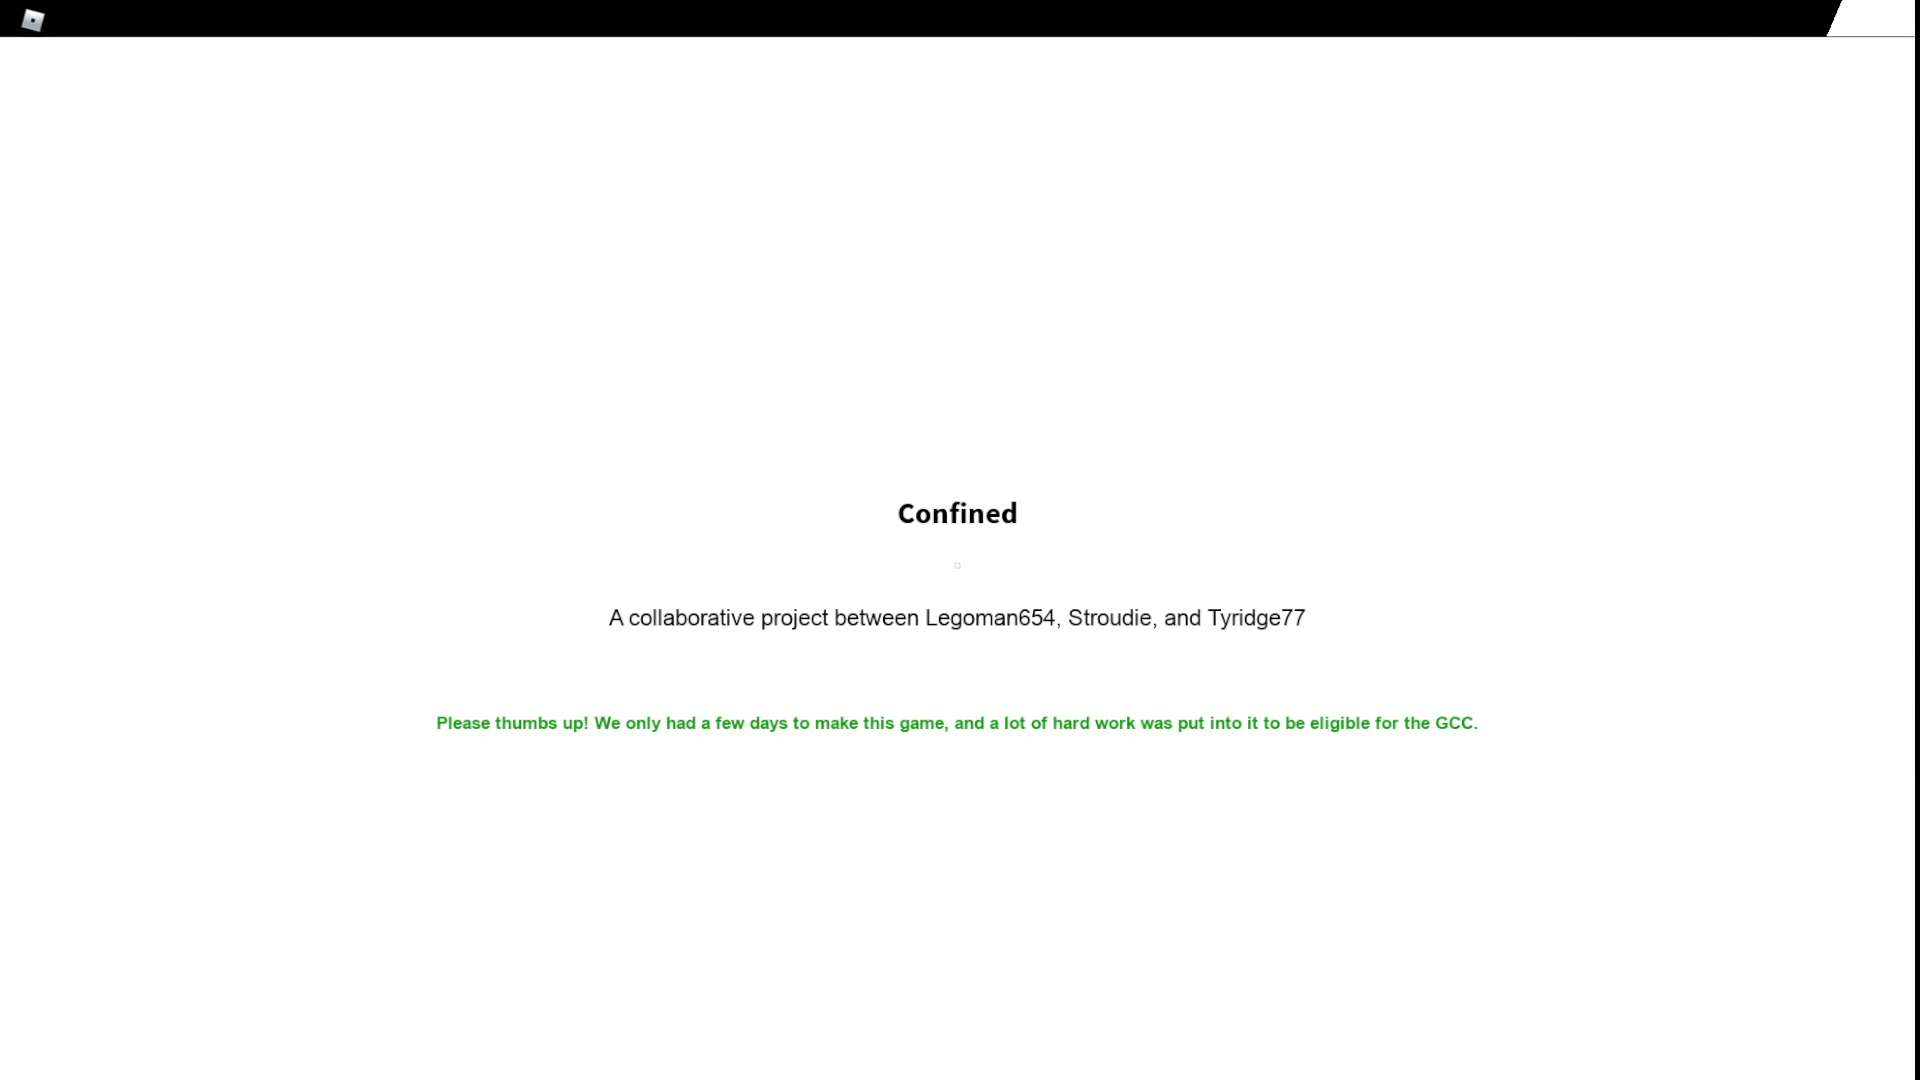 Confined
A collaborative project between Legoman654, Stroudie, and Tyridge77
Please thumbs up! We only had a few days to make this game, and a lot of hard work was put into it to be eligible for the GCC.